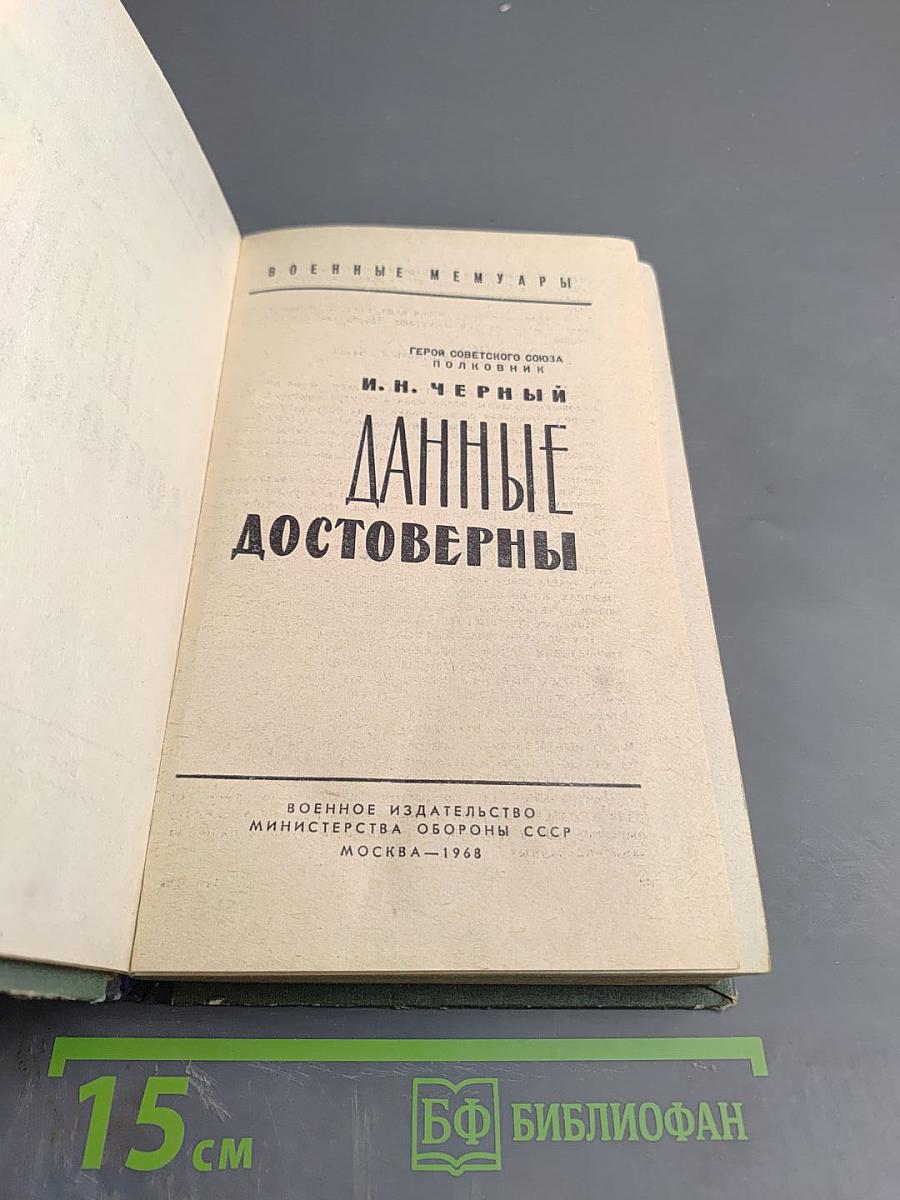 ВОЕННЫЕ МЕМУАРЫ
ГЕРОЙ СОВЕТСКОГО СОЮЗА
ПОЛКОВНИК
И. Н. ЧЕРНЫЙ
ДАННЫЕ
ДОСТОВЕРНЫ
ВОЕННОЕ ИЗДАТЕЛЬСТВО
МИНИСТЕРСТВА ОБОРОНЫ СССР
МОСКВА—1968
15 СМ
БФ БИБЛИОФАН